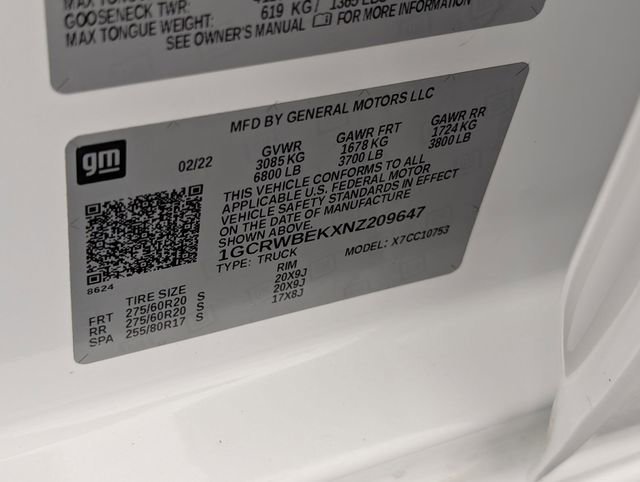 GOOSENECK TWR:
MAX TONGUE WEIGHT: 619 KG/ 1365 LBS
SEE OWNER'S MANUAL FOR MORE INFORMATION
MFD BY GENERAL MOTORS LLC
gm
02/22
GVWR GAWR FRT GAWR RR
3085 KG 1678 KG 1724 KG
6800 LB 3700 LB 3800 LB
THIS VEHICLE CONFORMS TO ALL
APPLICABLE U.S. FEDERAL MOTOR
VEHICLE SAFETY STANDARDS IN EFFECT
ON THE DATE OF MANUFACTURE
SHOWN ABOVE.
1GCRWBEKXNZ209647
TYPE: TRUCK MODEL: X7CC10753
8624
TIRE SIZE RIM
FRT 275/60R20 S 20X9J
RR 275/60R20 S 20X9J
SPA 255/80R17 S 17X8J